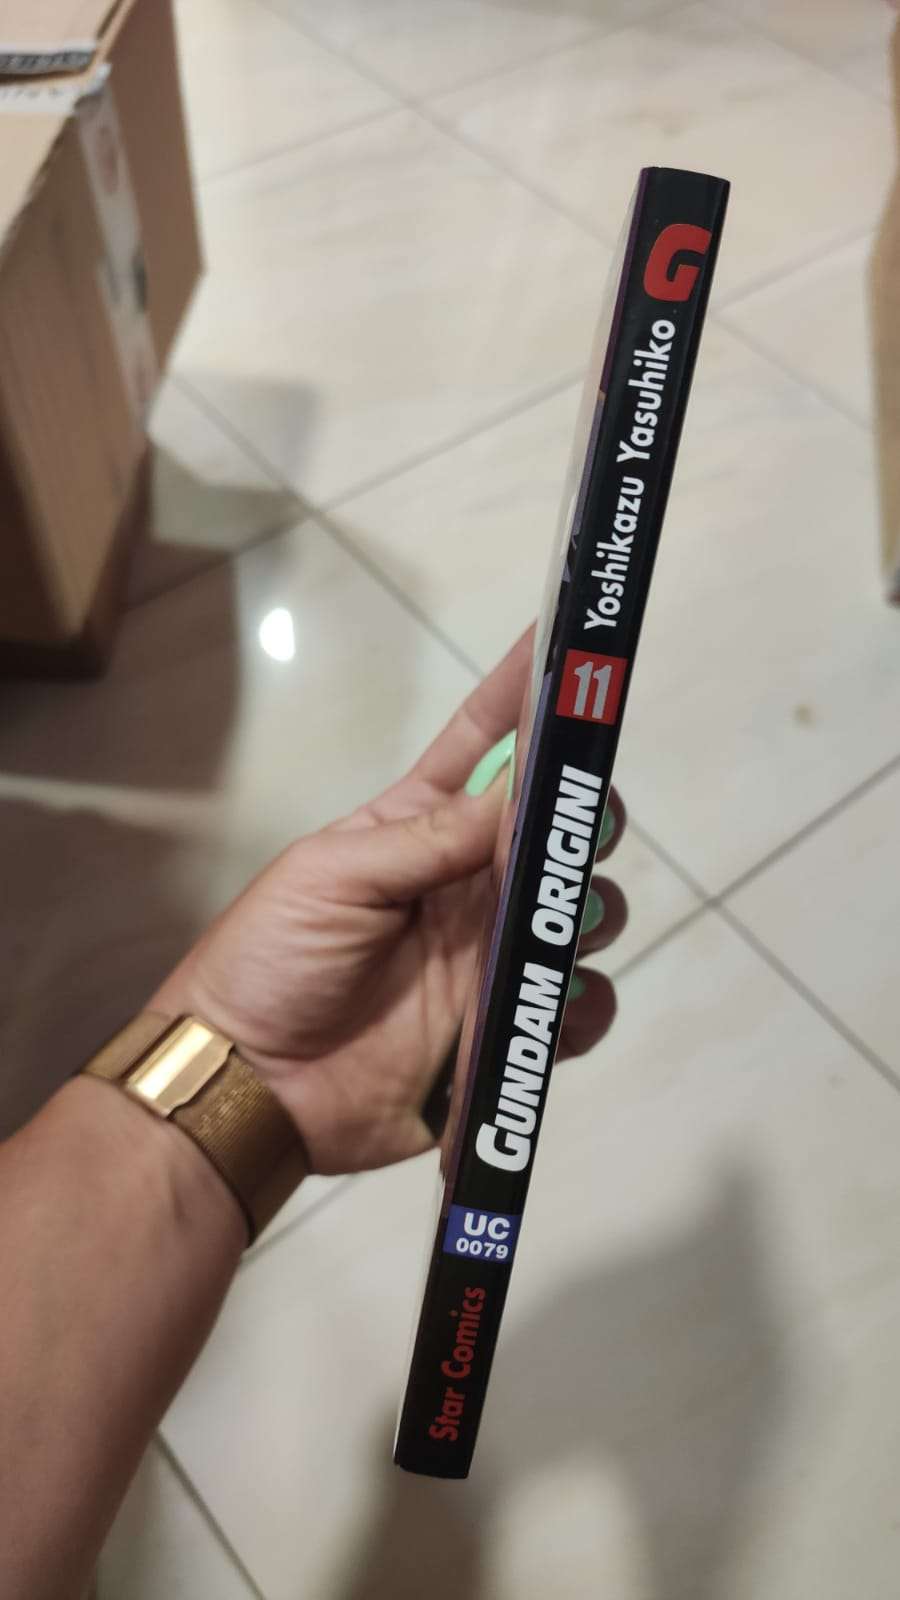 G
Yoshikazu Yasuhiko
11
GUNDAM ORIGINI
UC
0079
Star Comics